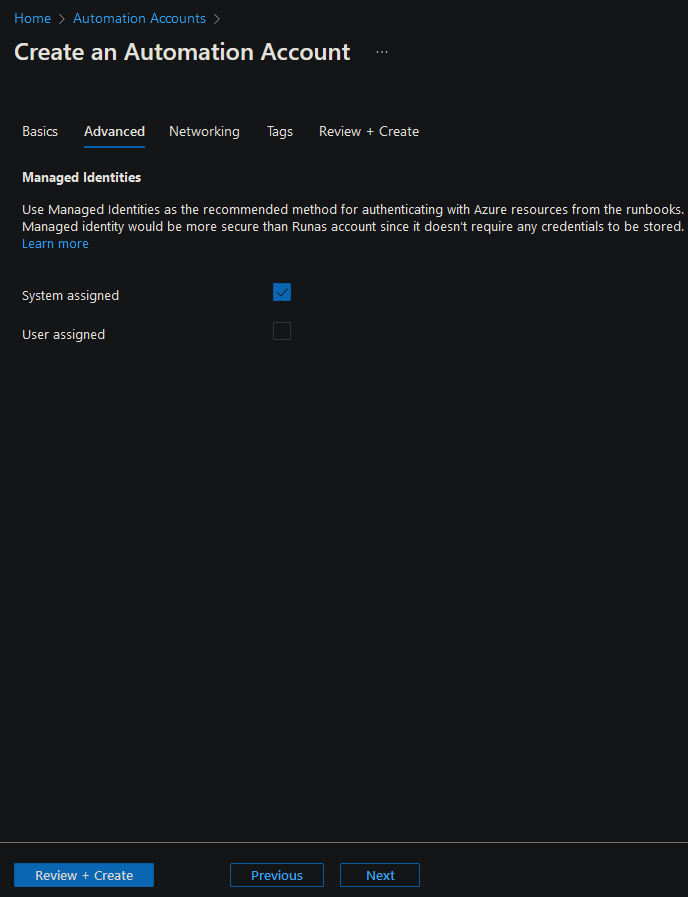 Home > Automation Accounts >
Create an Automation Account ...
Basics Advanced Networking Tags Review + Create
Managed Identities
Use Managed Identities as the recommended method for authenticating with Azure resources from the runbooks.
Managed identity would be more secure than Runas account since it doesn't require any credentials to be stored.
Learn more
System assigned
User assigned
Review + Create Previous Next